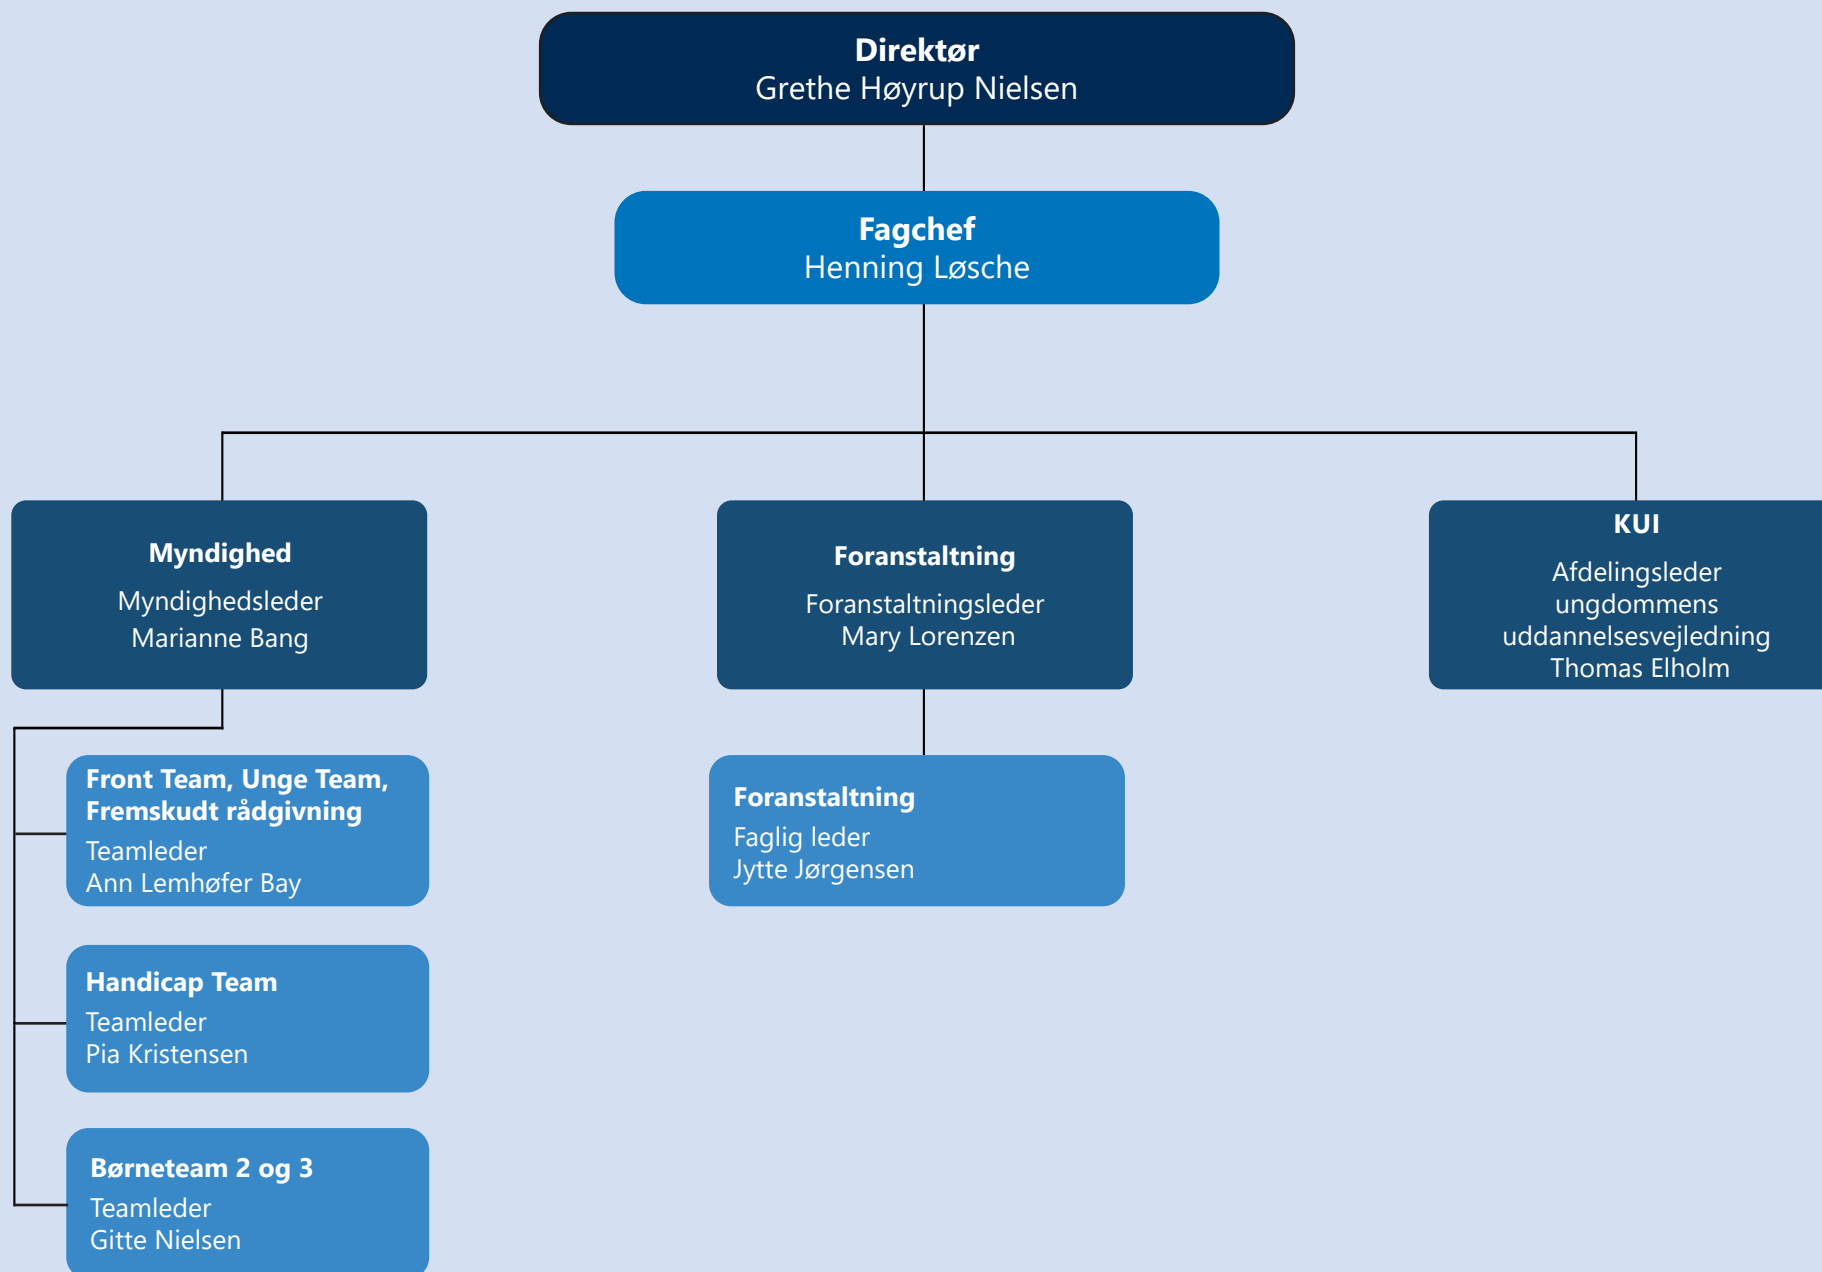 Direktør
Grethe Høyrup Nielsen
Fagchef
Henning Løsche
Myndighed
Myndighedsleder
Marianne Bang
Foranstaltning
Foranstaltningsleder
Mary Lorenzen
KUI
Afdelingsleder
ungdommens
uddannelsesvejledning
Thomas Elholm
Front Team, Unge Team,
Fremskudt rådgivning
Teamleder
Ann Lemhøfer Bay
Foranstaltning
Faglig leder
Jytte Jørgensen
Handicap Team
Teamleder
Pia Kristensen
Børneteam 2 og 3
Teamleder
Gitte Nielsen